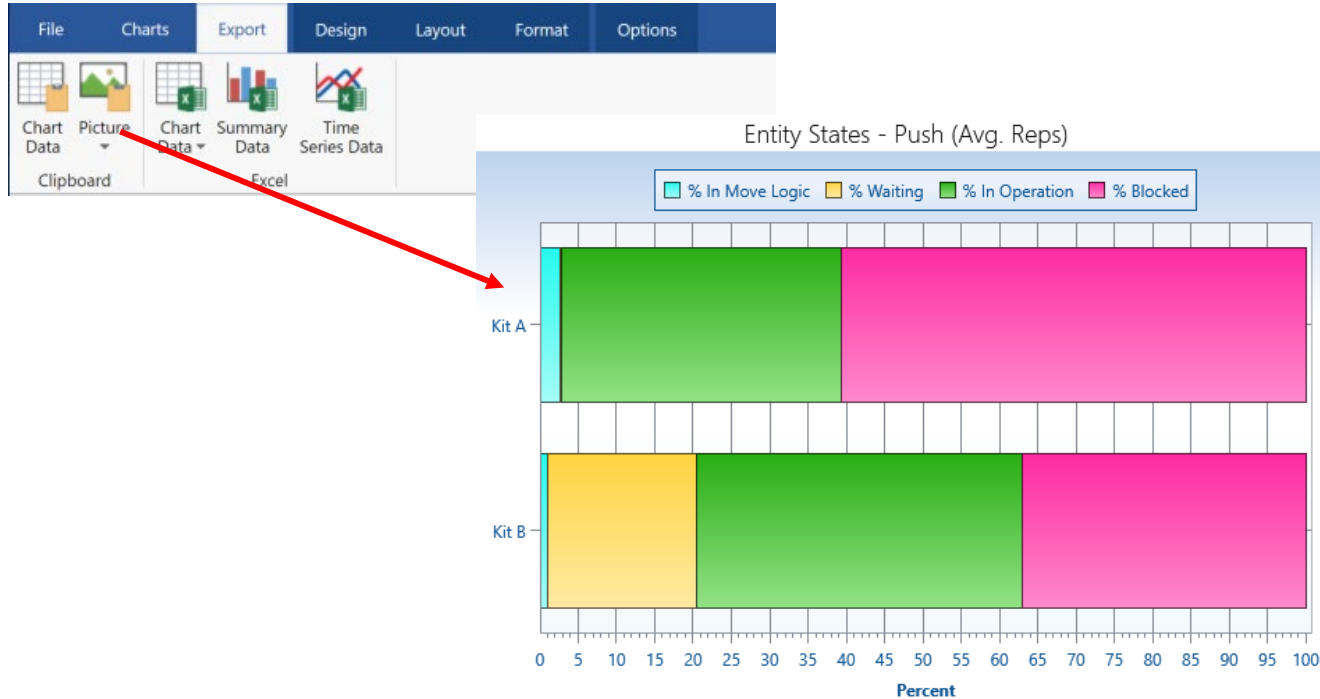 File Charts Export Design Layout Format Options
Chart Data Picture Chart Data Summary Data Time Series Data
Clipboard Excel
Entity States - Push (Avg. Reps)
% In Move Logic % Waiting % In Operation % Blocked
Kit A
Kit B
0 5 10 15 20 25 30 35 40 45 50 55 60 65 70 75 80 85 90 95 100
Percent